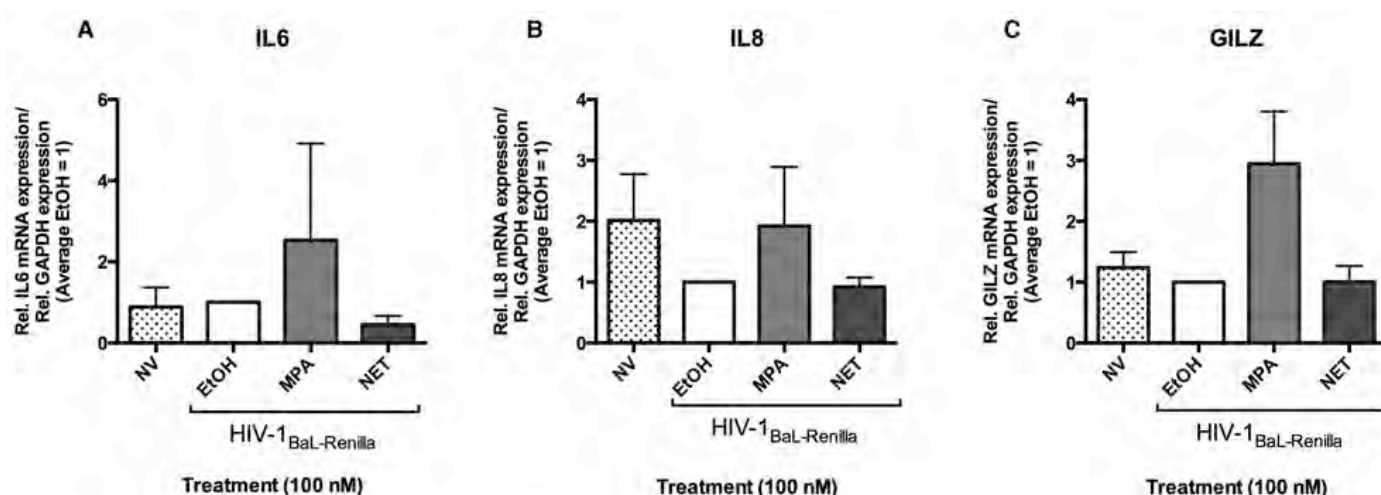 A
IL6
Rel. IL6 mRNA expression/
Rel. GAPDH expression
(Average EtOH = 1)
6
4
2
0
NV
EtOH
MPA
NET
HIV-1BaL-Renilla
Treatment (100 nM)
B
IL8
Rel. IL8 mRNA expression/
Rel. GAPDH expression
(Average EtOH = 1)
4
3
2
1
0
NV
EtOH
MPA
NET
HIV-1BaL-Renilla
Treatment (100 nM)
C
GILZ
Rel. GILZ mRNA expression/
Rel. GAPDH expression
(Average EtOH = 1)
4
3
2
1
0
NV
EtOH
MPA
NET
HIV-1BaL-Renilla
Treatment (100 nM)